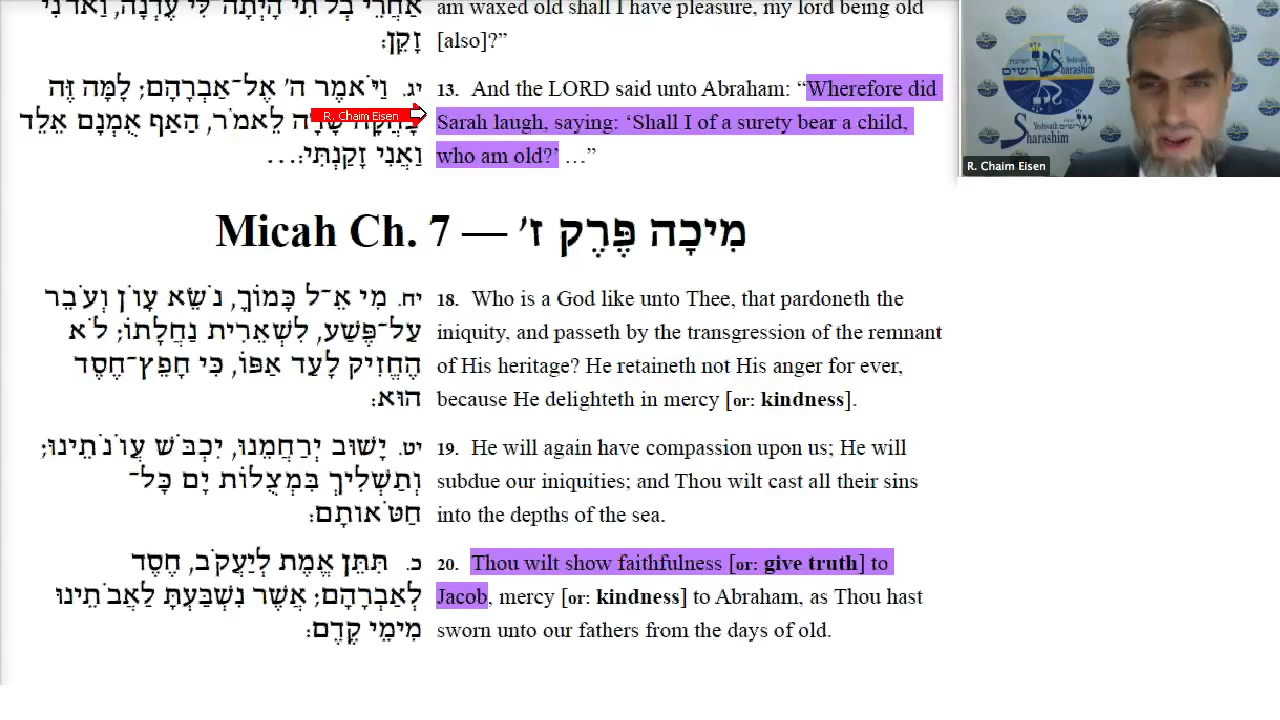 אַחֲרֵי בְלֹתִי הָיְתָה לִּי עֶדְנָה, וַאדֹנִי
זָקֵן:
am waxed old shall I have pleasure, my lord being old
[also]?”
יג. וַיֹּאמֶר ה' אֶל־אַבְרָהָם; לָמָּה זֶּה
לֵאמֹר, הַאַף אֻמְנָם אֵלֵד
וַאֲנִי זָקַנְתִּי:…
R. Chaim Eisen
13. And the LORD said unto Abraham: “Wherefore did
Sarah laugh, saying: ‘Shall I of a surety bear a child,
who am old?’ …”
Micah Ch. 7 — מִיכָה פֶּרֶק ז'
יח. מִי אֵ־ל כָּמוֹךָ, נֹשֵׂא עָו‍ֹן וְעֹבֵר
עַל־פֶּשַׁע, לִשְׁאֵרִית נַחֲלָתוֹ; לֹא
הֶחֱזִיק לָעַד אַפּוֹ, כִּי חָפֵץ־חֶסֶד
הוּא:
18. Who is a God like unto Thee, that pardoneth the
iniquity, and passeth by the transgression of the remnant
of His heritage? He retaineth not His anger for ever,
because He delighteth in mercy [or: kindness].
יט. יָשׁוּב יְרַחֲמֵנוּ, יִכְבֹּשׁ עֲו‍ֹנֹתֵינוּ;
וְתַשְׁלִיךְ בִּמְצֻלוֹת יָם כָּל־
חַטֹּאותָם:
19. He will again have compassion upon us; He will
subdue our iniquities; and Thou wilt cast all their sins
into the depths of the sea.
כ. תִּתֵּן אֱמֶת לְיַעֲקֹב, חֶסֶד
לְאַבְרָהָם; אֲשֶׁר נִשְׁבַּעְתָּ לַאֲבֹתֵינוּ
מִימֵי קֶדֶם:
20. Thou wilt show faithfulness [or: give truth] to
Jacob, mercy [or: kindness] to Abraham, as Thou hast
sworn unto our fathers from the days of old.
Yeshivath
Sharashim
שרשים
Yeshivath
Sharashim
R. Chaim Eisen